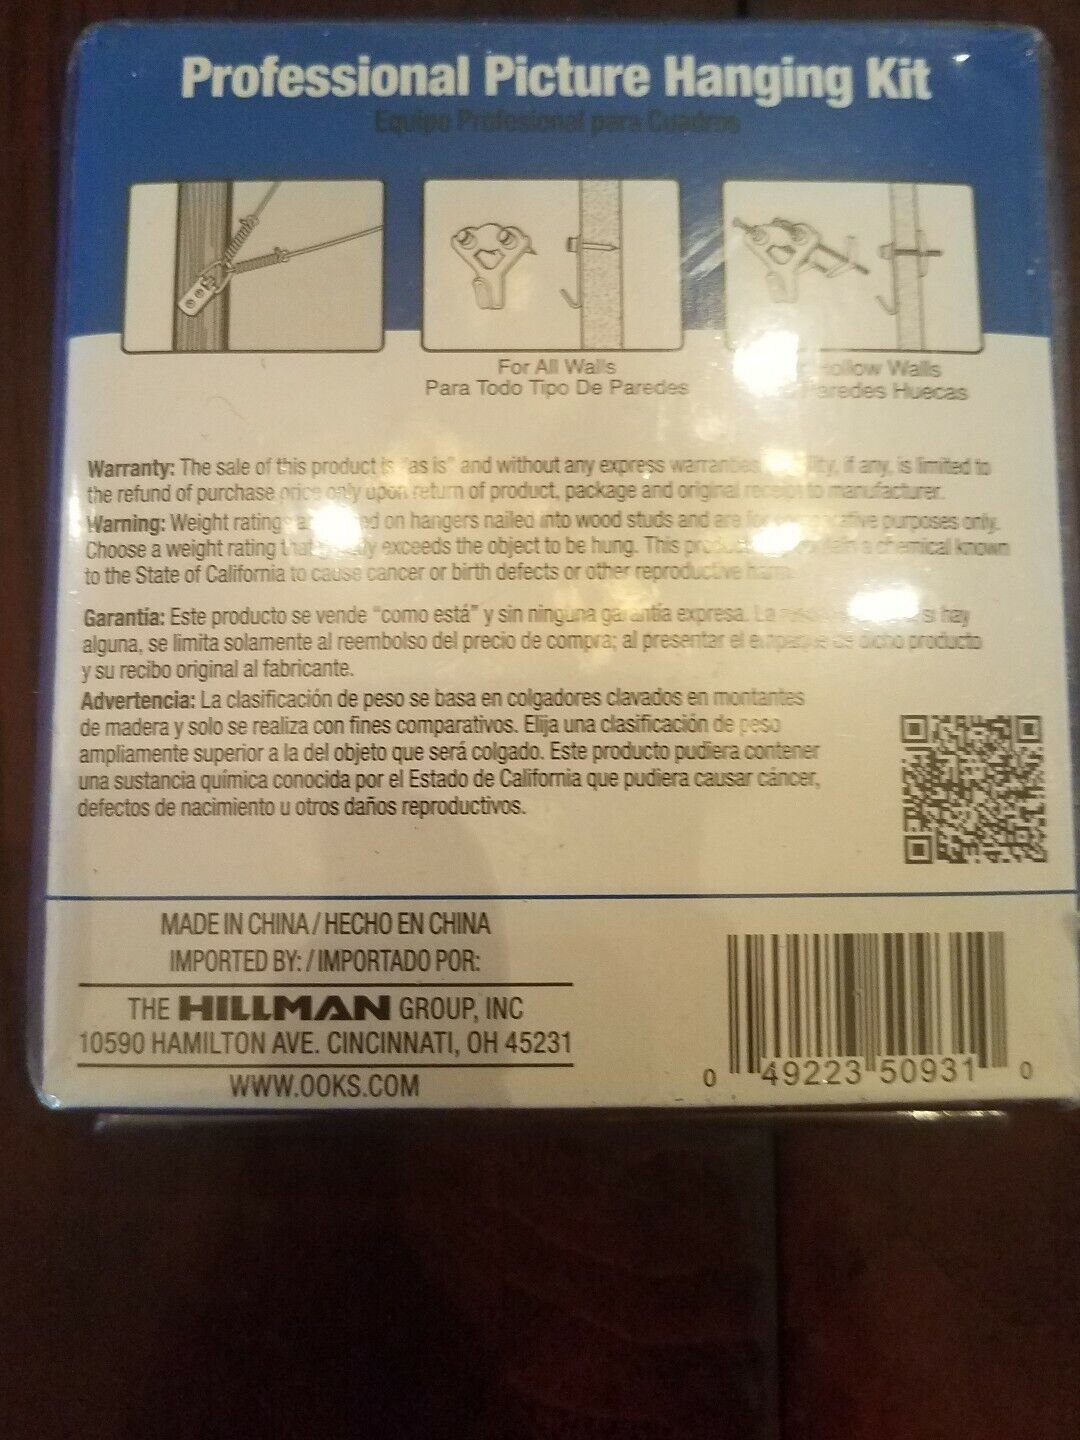 Professional Picture Hanging Kit
Equipo Profesional para Cuadros
For All Walls
Para Todo Tipo De Paredes
Hollow Walls
Paredes Huecas
Warranty: The sale of this product is "as is" and without any express warranties if any, is limited to
the refund of purchase price only upon return of product, package and original receipt to manufacturer.
Warning: Weight ratings on hangers nailed into wood studs and are for purposes only.
Choose a weight rating that exceeds the object to be hung. This a chemical known
to the State of California to cause cancer or birth defects or other reproductive harm.
Garantía: Este producto se vende "como está" y sin ninguna garantía expresa. La si hay
alguna, se limita solamente al reembolso del precio de compra; al presentar el empaque de dicho producto
y su recibo original al fabricante.
Advertencia: La clasificación de peso se basa en colgadores clavados en montantes
de madera y solo se realiza con fines comparativos. Elija una clasificación de peso
ampliamente superior a la del objeto que será colgado. Este producto pudiera contener
una sustancia química conocida por el Estado de California que pudiera causar cáncer,
defectos de nacimiento u otros daños reproductivos.
MADE IN CHINA / HECHO EN CHINA
IMPORTED BY: / IMPORTADO POR:
THE HILLMAN GROUP, INC
10590 HAMILTON AVE. CINCINNATI, OH 45231
WWW.OOKS.COM
0 49223 50931 0